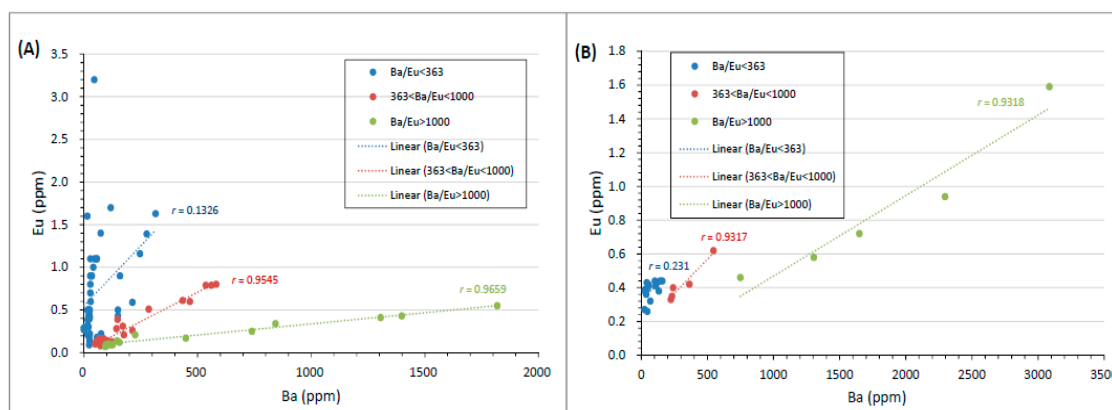 (A)
3.5
3.0
2.5
2.0
1.5
1.0
0.5
0.0
Eu (ppm)
0
500
1000
1500
2000
Ba (ppm)
Ba/Eu<363
363<Ba/Eu<1000
Ba/Eu>1000
Linear (Ba/Eu<363)
Linear (363<Ba/Eu<1000)
Linear (Ba/Eu>1000)
r = 0.1326
r = 0.9545
r = 0.9659
(B)
1.8
1.6
1.4
1.2
1.0
0.8
0.6
0.4
0.2
0.0
Eu (ppm)
0
500
1000
1500
2000
2500
3000
3500
Ba (ppm)
Ba/Eu<363
363<Ba/Eu<1000
Ba/Eu>1000
Linear (Ba/Eu<363)
Linear (363<Ba/Eu<1000)
Linear (Ba/Eu>1000)
r = 0.9318
r = 0.9317
r = 0.231